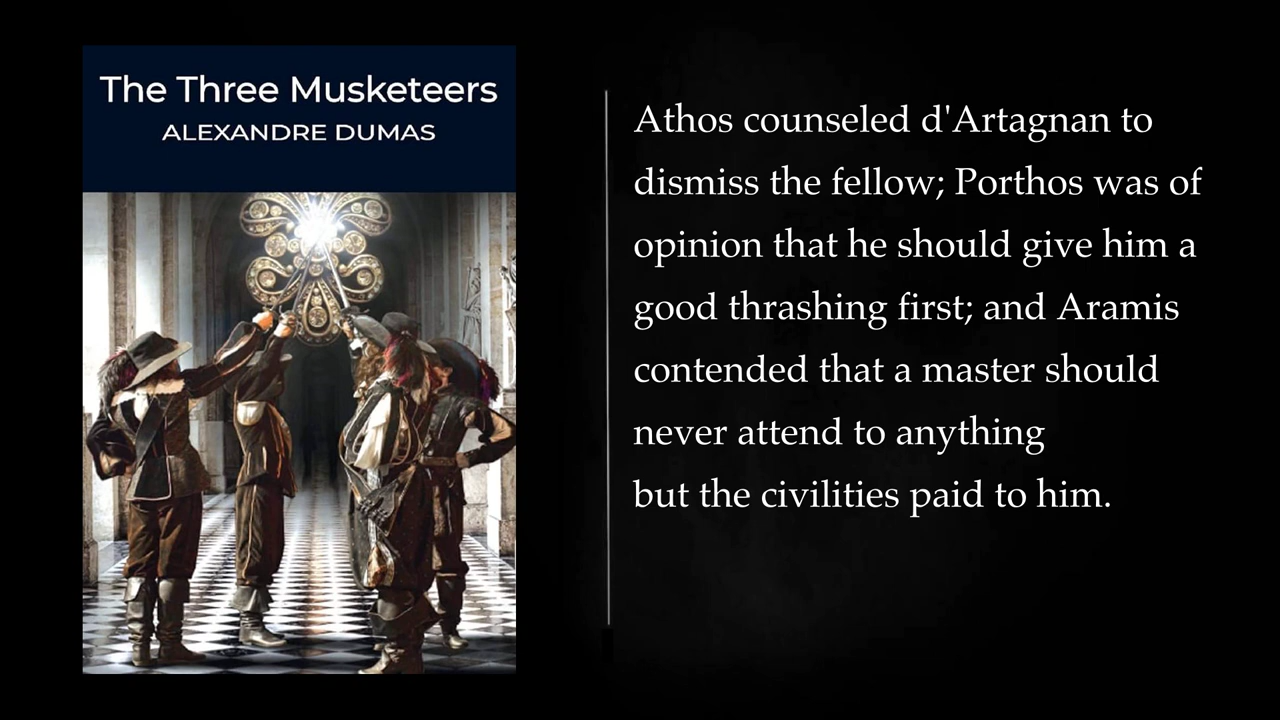 The Three Musketeers
ALEXANDRE DUMAS
Athos counseled d'Artagnan to
dismiss the fellow; Porthos was of
opinion that he should give him a
good thrashing first; and Aramis
contended that a master should
never attend to anything
but the civilities paid to him.